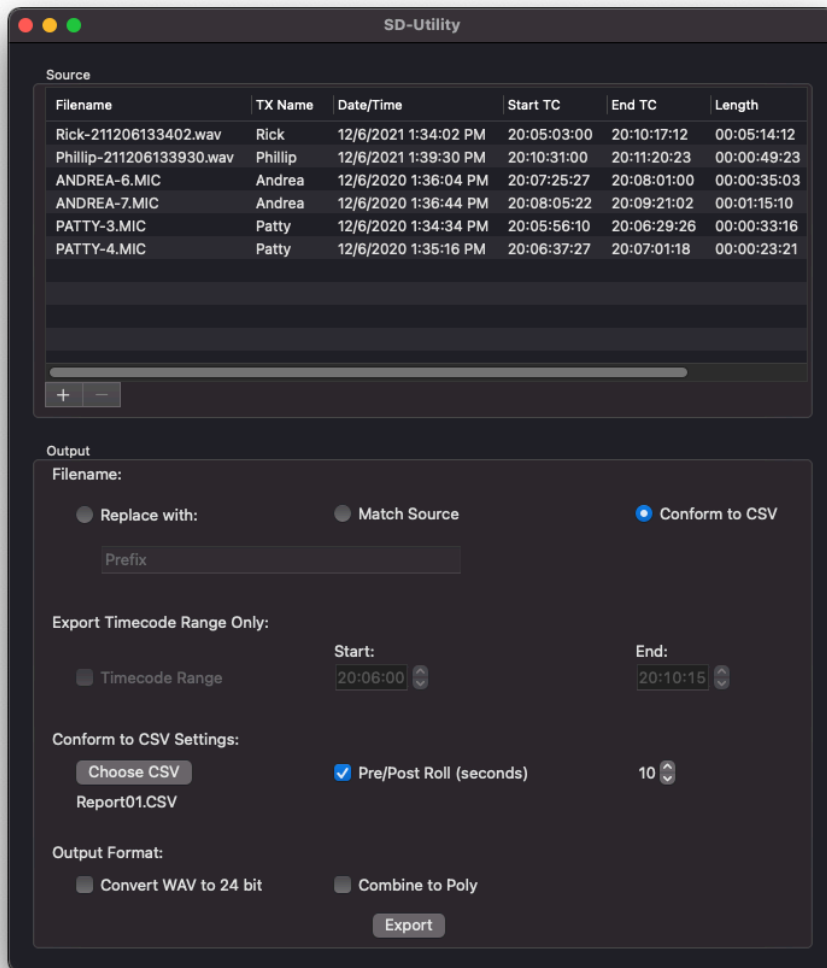 SD-Utility
Source
Filename TX Name Date/Time Start TC End TC Length
Rick-211206133402.wav Rick 12/6/2021 1:34:02 PM 20:05:03:00 20:10:17:12 00:05:14:12
Phillip-211206133930.wav Phillip 12/6/2021 1:39:30 PM 20:10:31:00 20:11:20:23 00:00:49:23
ANDREA-6.MIC Andrea 12/6/2020 1:36:04 PM 20:07:25:27 20:08:01:00 00:00:35:03
ANDREA-7.MIC Andrea 12/6/2020 1:36:44 PM 20:08:05:22 20:09:21:02 00:01:15:10
PATTY-3.MIC Patty 12/6/2020 1:34:34 PM 20:05:56:10 20:06:29:26 00:00:33:16
PATTY-4.MIC Patty 12/6/2020 1:35:16 PM 20:06:37:27 20:07:01:18 00:00:23:21
+ −
Output
Filename:
Replace with: Match Source Conform to CSV
Prefix
Export Timecode Range Only:
Start: End:
Timecode Range 20:06:00 20:10:15
Conform to CSV Settings:
Choose CSV Pre/Post Roll (seconds) 10
Report01.CSV
Output Format:
Convert WAV to 24 bit Combine to Poly
Export